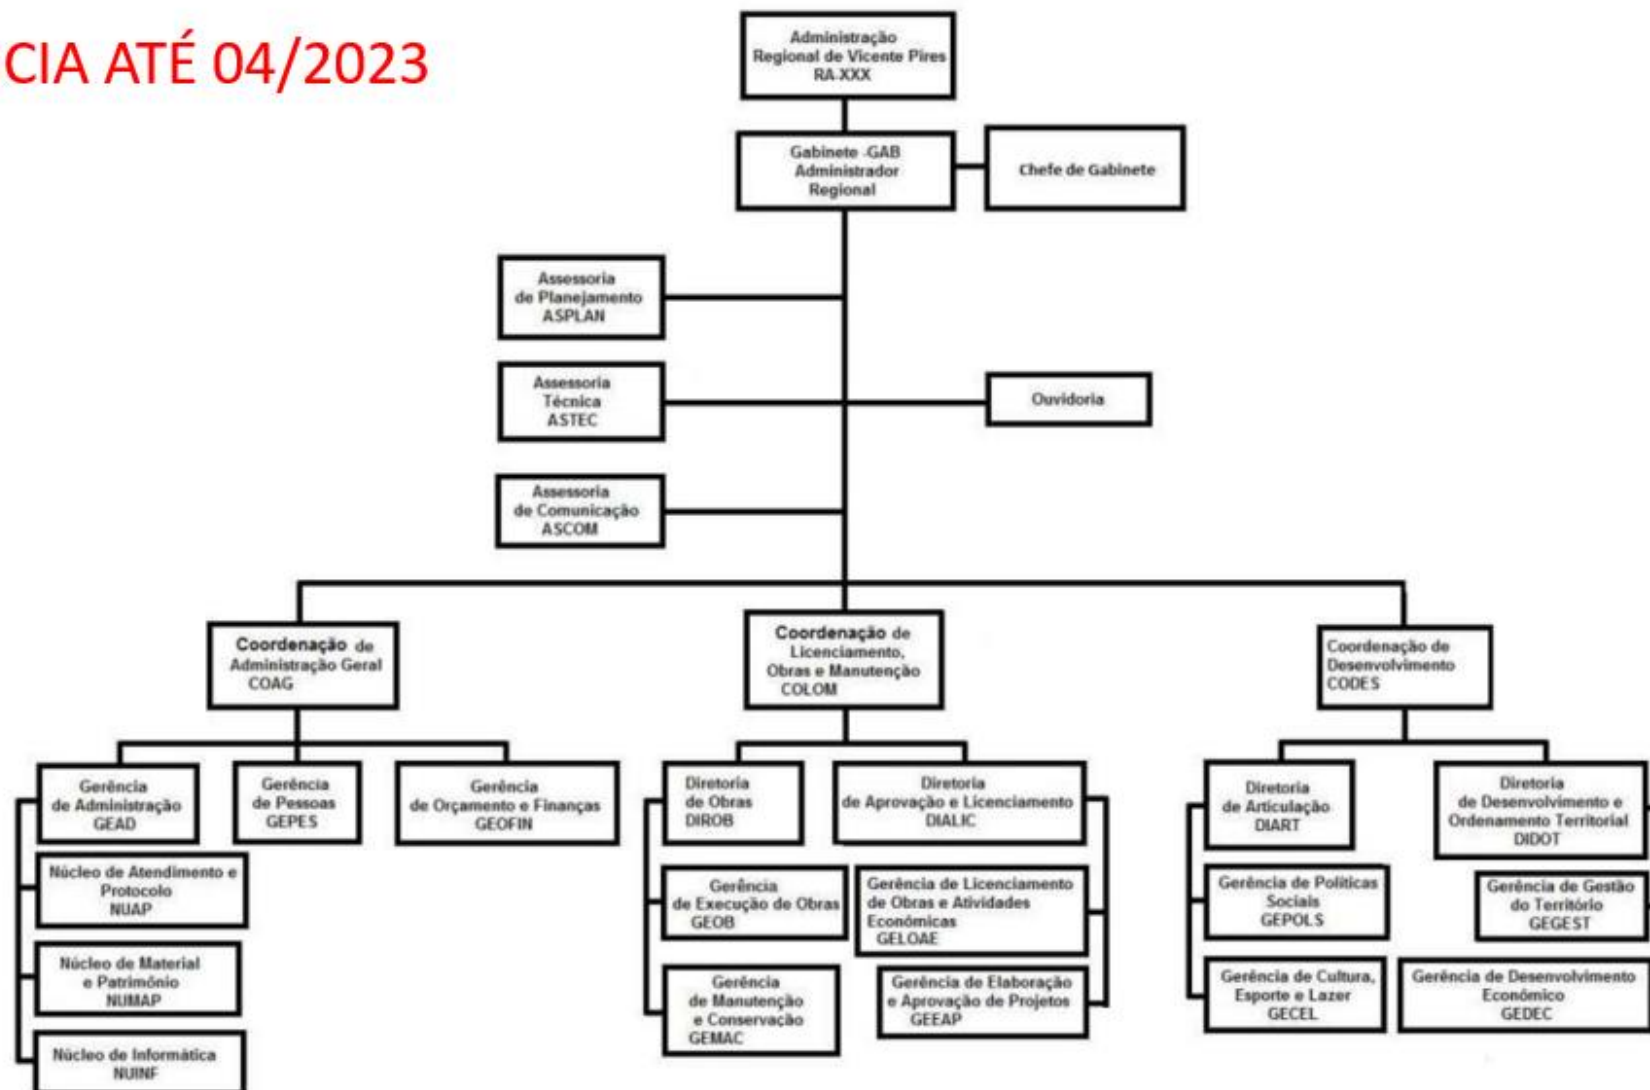 CIA ATÉ 04/2023
Administração
Regional de Vicente Pires
RA-XXX
Gabinete -GAB
Administrador
Regional
Chefe de Gabinete
Assessoria
de Planejamento
ASPLAN
Assessoria
Técnica
ASTEC
Ouvidoria
Assessoria
de Comunicação
ASCOM
Coordenação de
Administração Geral
COAG
Coordenação de
Licenciamento,
Obras e Manutenção
COLOM
Coordenação de
Desenvolvimento
CODES
Gerência
de Administração
GEAD
Gerência
de Pessoas
GEPES
Gerência
de Orçamento e Finanças
GEOFIN
Diretoria
de Obras
DIROB
Diretoria
de Aprovação e Licenciamento
DIALIC
Diretoria
de Articulação
DIART
Diretoria
de Desenvolvimento e
Ordenamento Territorial
DIDOT
Núcleo de Atendimento e
Protocolo
NUAP
Gerência
de Execução de Obras
GEOB
Gerência de Licenciamento
de Obras e Atividades
Econômicas
GELOAE
Gerência de Políticas
Sociais
GEPOLS
Gerência de Gestão
do Território
GEGEST
Núcleo de Material
e Patrimônio
NUMAP
Gerência
de Manutenção
e Conservação
GEMAC
Gerência de Elaboração
e Aprovação de Projetos
GEEAP
Gerência de Cultura,
Esporte e Lazer
GECEL
Gerência de Desenvolvimento
Econômico
GEDEC
Núcleo de Informática
NUINF